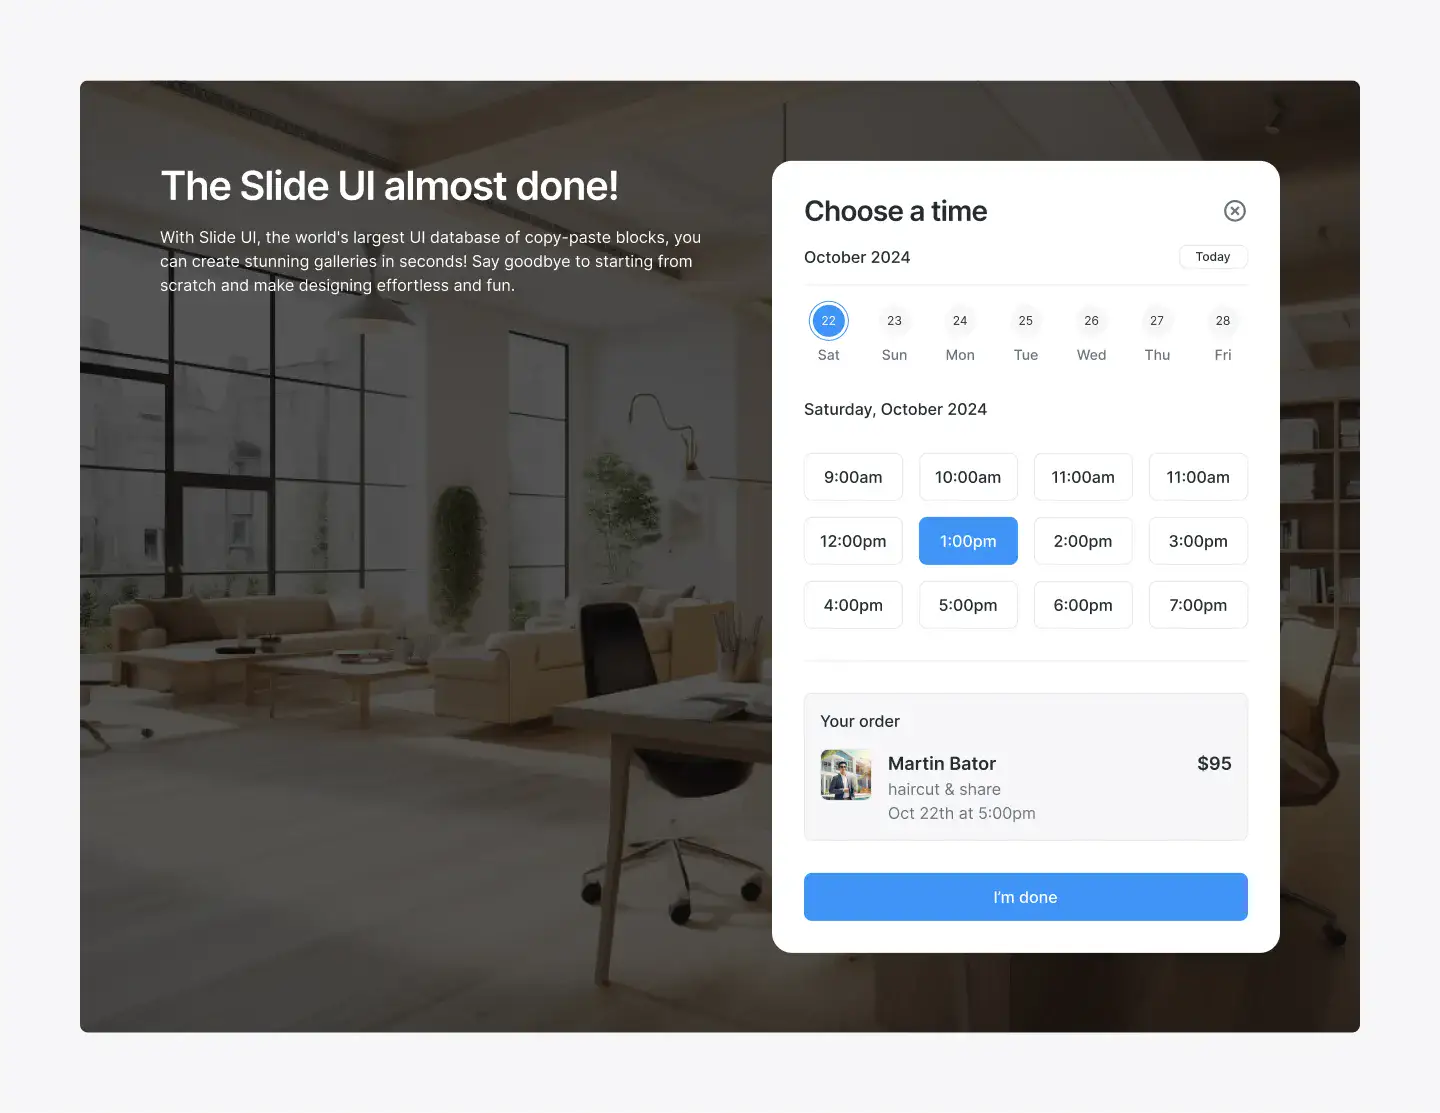 The Slide UI almost done!
With Slide UI, the world's largest UI database of copy-paste blocks, you
can create stunning galleries in seconds! Say goodbye to starting from
scratch and make designing effortless and fun.
Choose a time
October 2024 Today
22 23 24 25 26 27 28
Sat Sun Mon Tue Wed Thu Fri
Saturday, October 2024
9:00am 10:00am 11:00am 11:00am
12:00pm 1:00pm 2:00pm 3:00pm
4:00pm 5:00pm 6:00pm 7:00pm
Your order
Martin Bator $95
haircut & share
Oct 22th at 5:00pm
I'm done